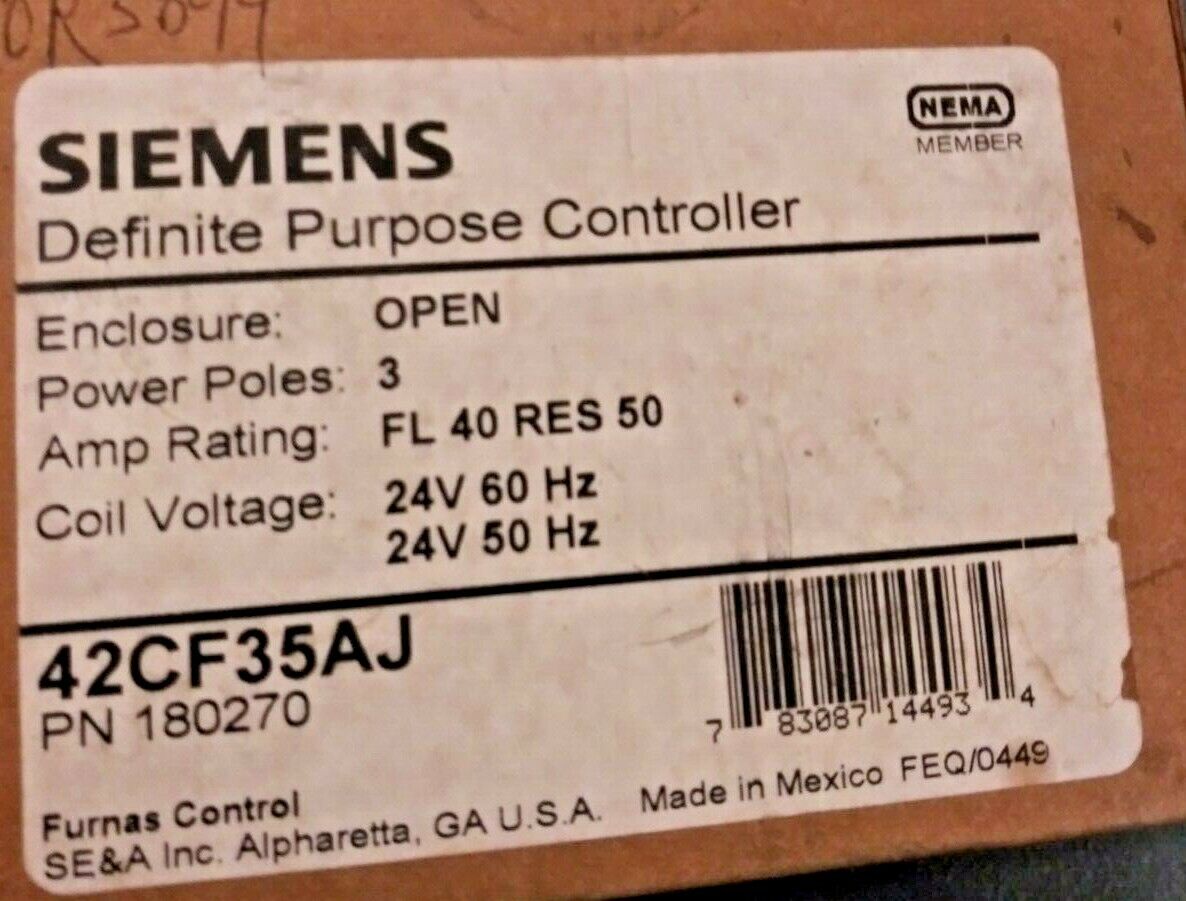 SIEMENS
NEMA
MEMBER
Definite Purpose Controller
Enclosure: OPEN
Power Poles: 3
Amp Rating: FL 40 RES 50
Coil Voltage: 24V 60 Hz
24V 50 Hz
42CF35AJ
PN 180270
7 83087 14493 4
Furnas Control
SE&A Inc. Alpharetta, GA U.S.A. Made in Mexico FEQ/0449